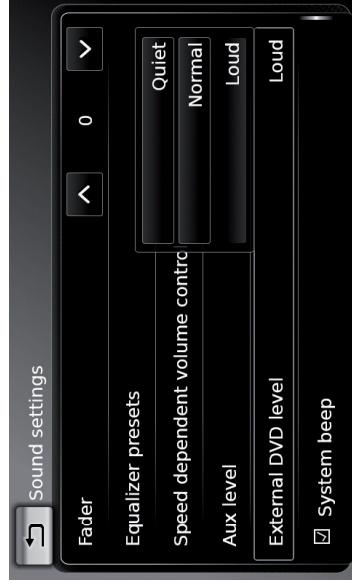 Sound settings
Fader 0
Equalizer presets
Quiet
Speed dependent volume contro
Normal
Aux level
Loud
External DVD level Loud
System beep